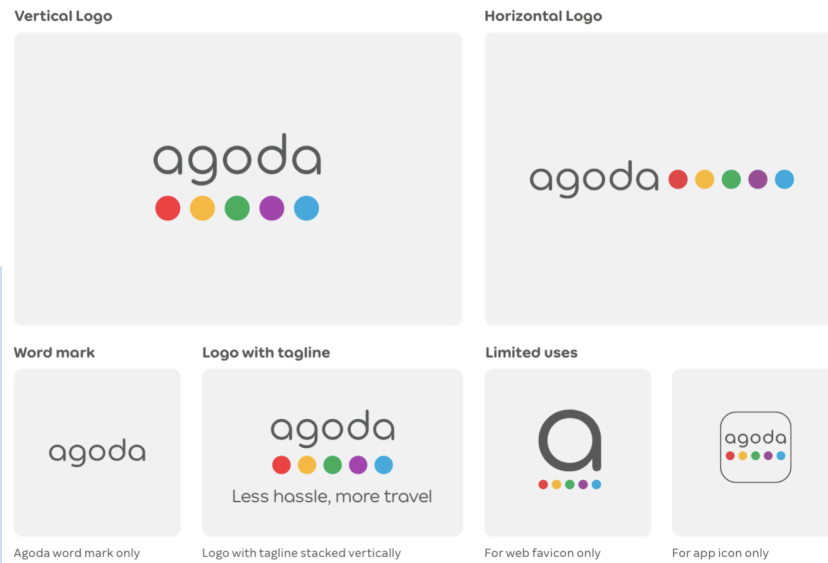 Vertical Logo
Horizontal Logo
agoda
agoda
Word mark
Logo with tagline
Limited uses
agoda
agoda
Less hassle, more travel
a
agoda
Agoda word mark only
Logo with tagline stacked vertically
For web favicon only
For app icon only